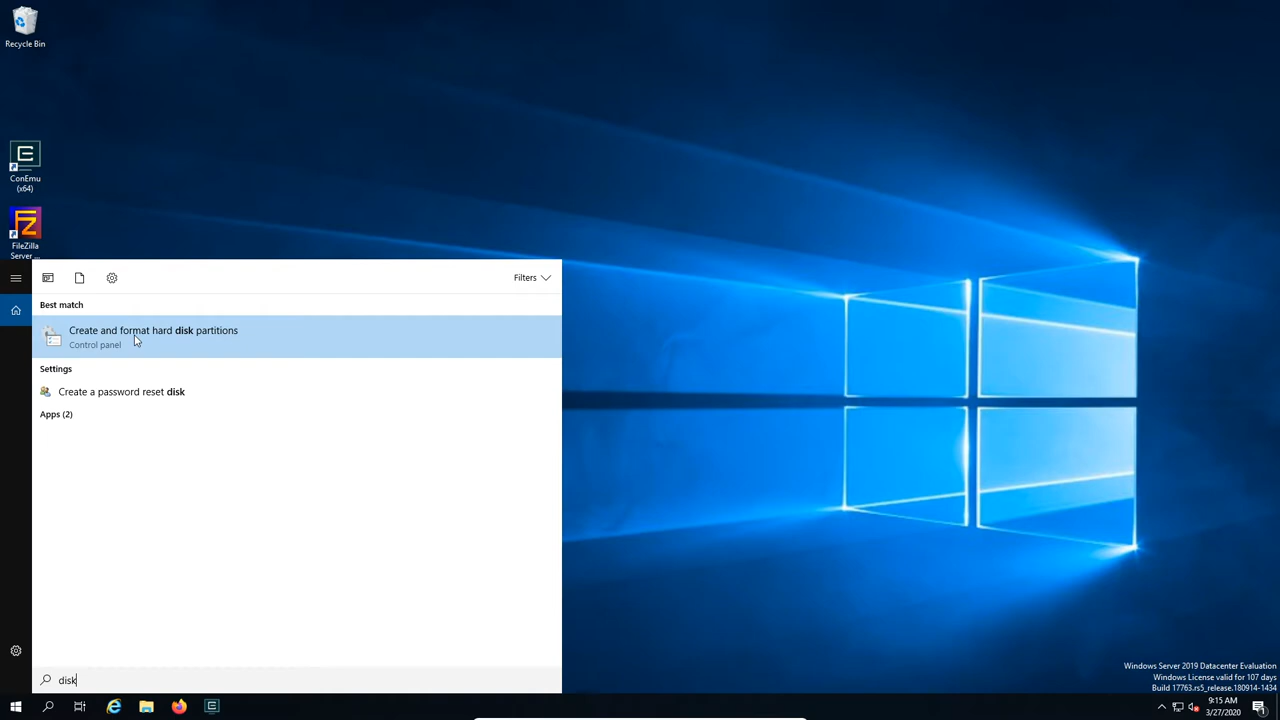 Recycle Bin
ConEmu
(x64)
FileZilla
Server ...
Filters
Best match
Create and format hard disk partitions
Control panel
Settings
Create a password reset disk
Apps (2)
disk
Windows Server 2019 Datacenter Evaluation
Windows License valid for 107 days
Build 17763.rs5_release.180914-1434
9:15 AM
3/27/2020
1